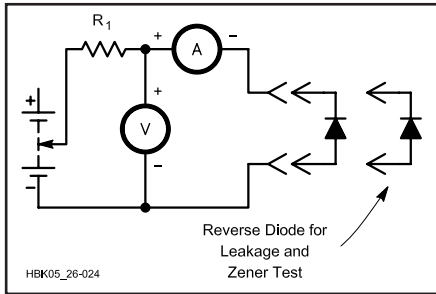 R1
+ A −
+
V
−
+
−
Reverse Diode for
Leakage and
Zener Test
HBK05_26-024